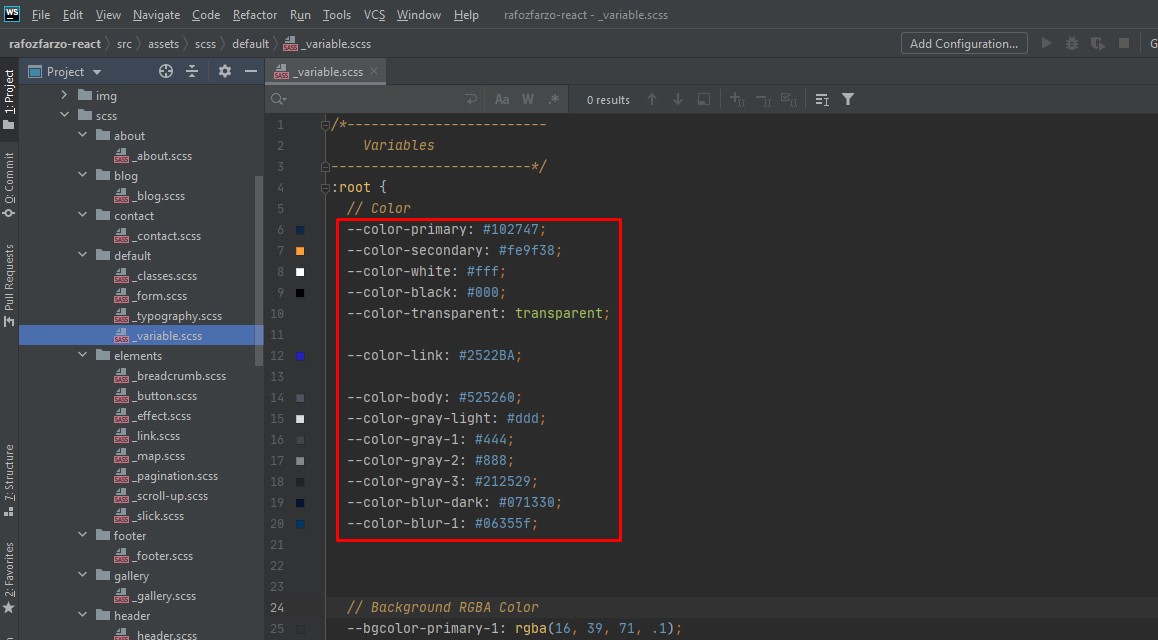 WS File Edit View Navigate Code Refactor Run Tools VCS Window Help rafozfarzo-react - _variable.scss
rafozfarzo-react src assets scss default _variable.scss Add Configuration... G
1: Project
0: Commit
Pull Requests
7: Structure
2: Favorites
Project
img
scss
about
_about.scss
blog
_blog.scss
contact
_contact.scss
default
_classes.scss
_form.scss
_typography.scss
_variable.scss
elements
_breadcrumb.scss
_button.scss
_effect.scss
_link.scss
_map.scss
_pagination.scss
_scroll-up.scss
_slick.scss
footer
_footer.scss
gallery
_gallery.scss
header
_header.scss
_variable.scss
Aa W .* 0 results
1 /*-------------------------
2 Variables
3 -------------------------*/
4 :root {
5 // Color
6 --color-primary: #102747;
7 --color-secondary: #fe9f38;
8 --color-white: #fff;
9 --color-black: #000;
10 --color-transparent: transparent;
11
12 --color-link: #2522BA;
13
14 --color-body: #525260;
15 --color-gray-light: #ddd;
16 --color-gray-1: #444;
17 --color-gray-2: #888;
18 --color-gray-3: #212529;
19 --color-blur-dark: #071330;
20 --color-blur-1: #06355f;
21
22
23
24 // Background RGBA Color
25 --bgcolor-primary-1: rgba(16, 39, 71, .1);